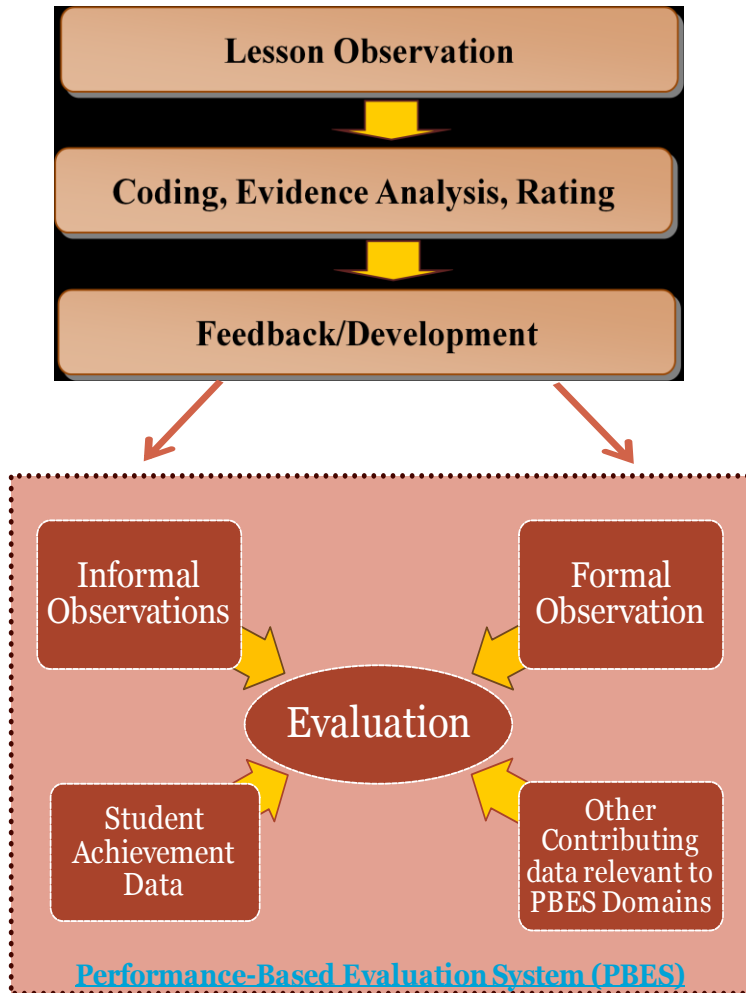 Lesson Observation
Coding, Evidence Analysis, Rating
Feedback/Development
Informal
Observations
Formal
Observation
Evaluation
Student
Achievement
Data
Other
Contributing
data relevant to
PBES Domains
Performance-Based Evaluation System (PBES)